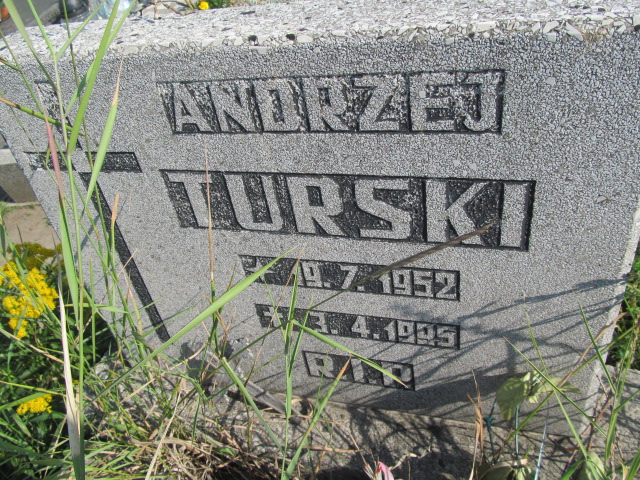 ANDRZEJ
TURSKI
* 9.7.1952
3.4.1995
R.I.P